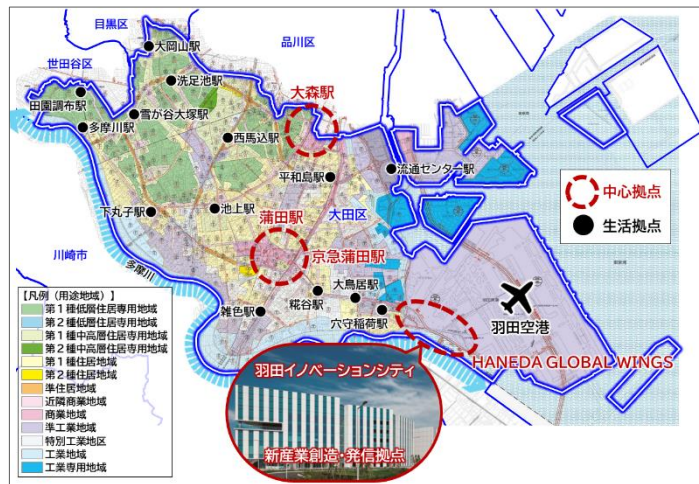 目黒区
品川区
世田谷区
大岡山駅
洗足池駅
大森駅
田園調布駅
雪が谷大塚駅
多摩川駅
西馬込駅
流通センター駅
平和島駅
中心拠点
生活拠点
下丸子駅
池上駅
蒲田駅
大田区
京急蒲田駅
川崎市
多摩川
大鳥居駅
糀谷駅
雑色駅
穴守稲荷駅
羽田空港
HANEDA GLOBAL WINGS
羽田イノベーションシティ
新産業創造・発信拠点
【凡例（用途地域）】
第１種低層住居専用地域
第２種低層住居専用地域
第１種中高層住居専用地域
第２種中高層住居専用地域
第１種住居地域
第２種住居地域
準住居地域
近隣商業地域
商業地域
準工業地域
特別工業地区
工業地域
工業専用地域